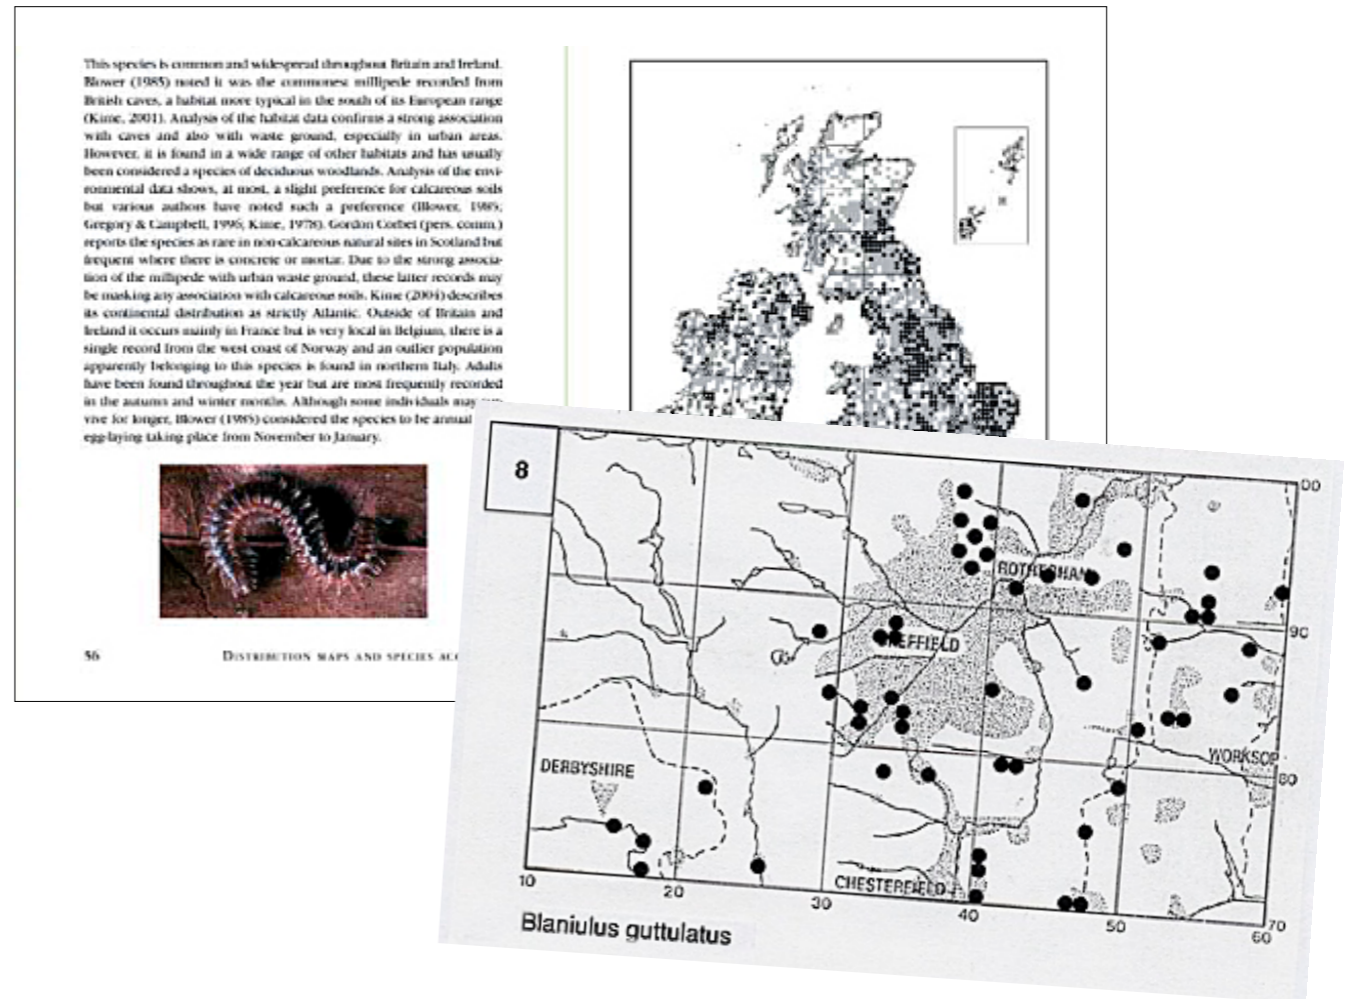 This species is common and widespread throughout Britain and Ireland.
Blower (1985) noted it was the commonest millipede recorded from
British caves, a habitat more typical in the south of its European range
(Kime, 2001). Analysis of the habitat data confirms a strong association
with caves and also with waste ground, especially in urban areas.
However, it is found in a wide range of other habitats and has usually
been considered a species of deciduous woodlands. Analysis of the envi-
ronmental data shows, at most, a slight preference for calcareous soils
but various authors have noted such a preference (Blower, 1985;
Gregory & Campbell, 1996; Kime, 1978). Gordon Corbet (pers. comm.)
reports the species as rare in non-calcareous natural sites in Scotland but
frequent where there is concrete or mortar. Due to the strong associa-
tion of the millipede with urban waste ground, these latter records may
be masking any association with calcareous soils. Kime (2004) describes
its continental distribution as strictly Atlantic. Outside of Britain and
Ireland it occurs mainly in France but is very local in Belgium, there is a
single record from the west coast of Norway and an outlier population
apparently belonging to this species is found in northern Italy. Adults
have been found throughout the year but are most frequently recorded
in the autumn and winter months. Although some individuals may
vive for longer, Blower (1985) considered the species to be annual
egg-laying taking place from November to January.
56
DISTRIBUTION MAPS AND SPECIES ACC
8
00
ROTHERHAM
90
SHEFFIELD
WORKSOP
80
DERBYSHIRE
CHESTERFIELD
10
20
30
40
50
60
70
Blaniulus guttulatus